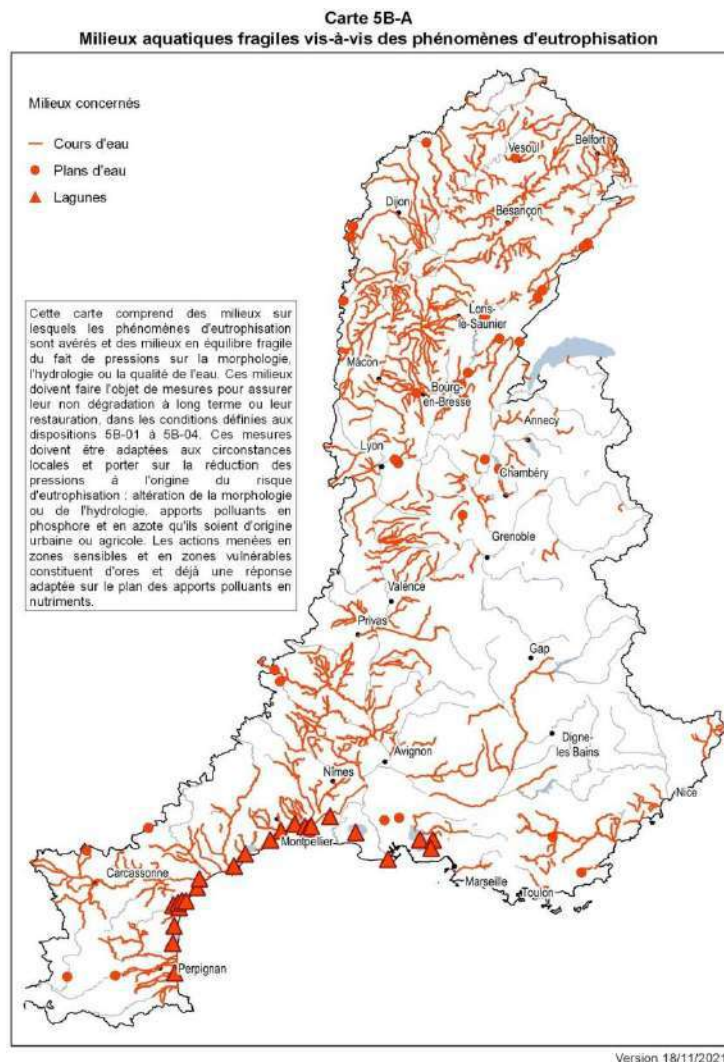 Carte 5B-A
Milieux aquatiques fragiles vis-à-vis des phénomènes d'eutrophisation
Milieux concernés
Cours d'eau
Plans d'eau
Lagunes
Cette carte comprend des milieux sur
lesquels les phénomènes d'eutrophisation
sont avérés et des milieux en équilibre fragile
du fait de pressions sur la morphologie,
l'hydrologie ou la qualité de l'eau. Ces milieux
doivent faire l'objet de mesures pour assurer
leur non dégradation à long terme ou leur
restauration, dans les conditions définies aux
dispositions 5B-01 à 5B-04. Ces mesures
doivent être adaptées aux circonstances
locales et porter sur la réduction des
pressions à l'origine du risque
d'eutrophisation : altération de la morphologie
ou de l'hydrologie, apports polluants en
phosphore et en azote qu'ils soient d'origine
urbaine ou agricole. Les actions menées en
zones sensibles et en zones vulnérables
constituent d'ores et déjà une réponse
adaptée sur le plan des apports polluants en
nutriments.
Vesoul
Belfort
Dijon
Besançon
Lons-
le-Saunier
Mâcon
Bourg-
en-Bresse
Annecy
Lyon
Chambéry
Grenoble
Valence
Privas
Gap
Digne-
les Bains
Avignon
Nîmes
Nice
Montpellier
Carcassonne
Marseille
Toulon
Perpignan
Version 18/11/2021